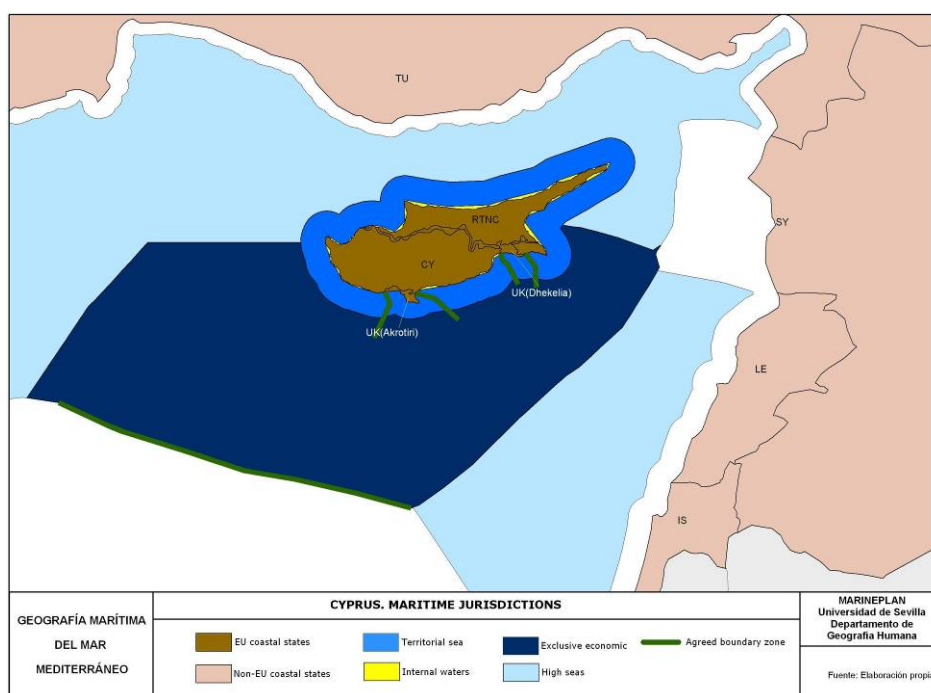 TU
RTNC
SY
CY
UK(Dhekelia)
UK(Akrotiri)
LE
IS
GEOGRAFÍA MARÍTIMA
DEL MAR
MEDITERRÁNEO
CYPRUS. MARITIME JURISDICTIONS
EU coastal states
Territorial sea
Exclusive economic
Agreed boundary zone
Non-EU coastal states
Internal waters
High seas
MARINEPLAN
Universidad de Sevilla
Departamento de
Geografia Humana
Fuente: Elaboración propia